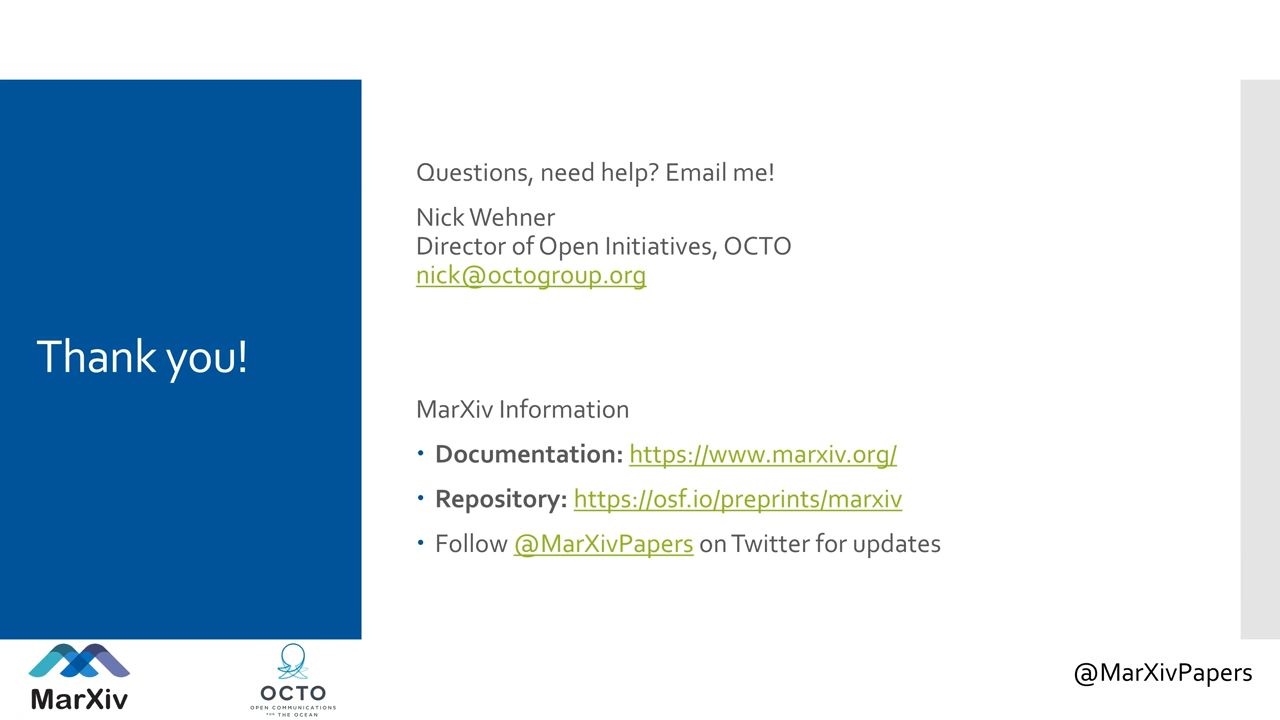 Thank you!
Questions, need help? Email me!
Nick Wehner
Director of Open Initiatives, OCTO
nick@octogroup.org
MarXiv Information
• Documentation: https://www.marxiv.org/
• Repository: https://osf.io/preprints/marxiv
• Follow @MarXivPapers on Twitter for updates
MarXiv
OCTO
OPEN COMMUNICATIONS
FOR THE OCEAN
@MarXivPapers